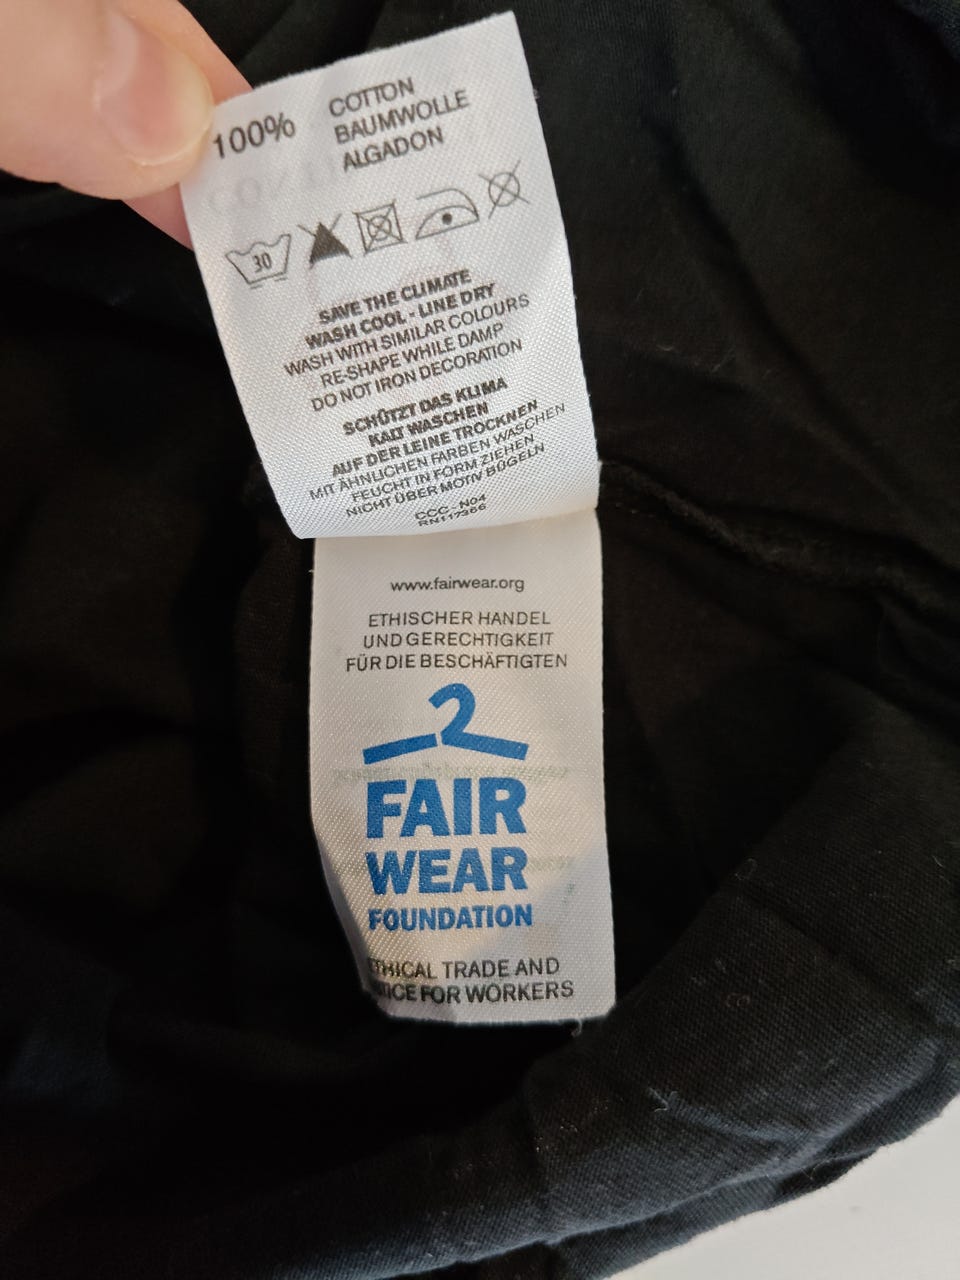 100% COTTON
BAUMWOLLE
ALGADON
30
SAVE THE CLIMATE
WASH COOL - LINE DRY
WASH WITH SIMILAR COLOURS
RE-SHAPE WHILE DAMP
DO NOT IRON DECORATION
SCHÜTZT DAS KLIMA
KALT WASCHEN
AUF DER LEINE TROCKNEN
MIT ÄHNLICHEN FARBEN WASCHEN
FEUCHT IN FORM ZIEHEN
NICHT ÜBER MOTIV BÜGELN
CCC - N04
RN117366
www.fairwear.org
ETHISCHER HANDEL
UND GERECHTIGKEIT
FÜR DIE BESCHÄFTIGTEN
FAIR
WEAR
FOUNDATION
THICAL TRADE AND
TICE FOR WORKERS